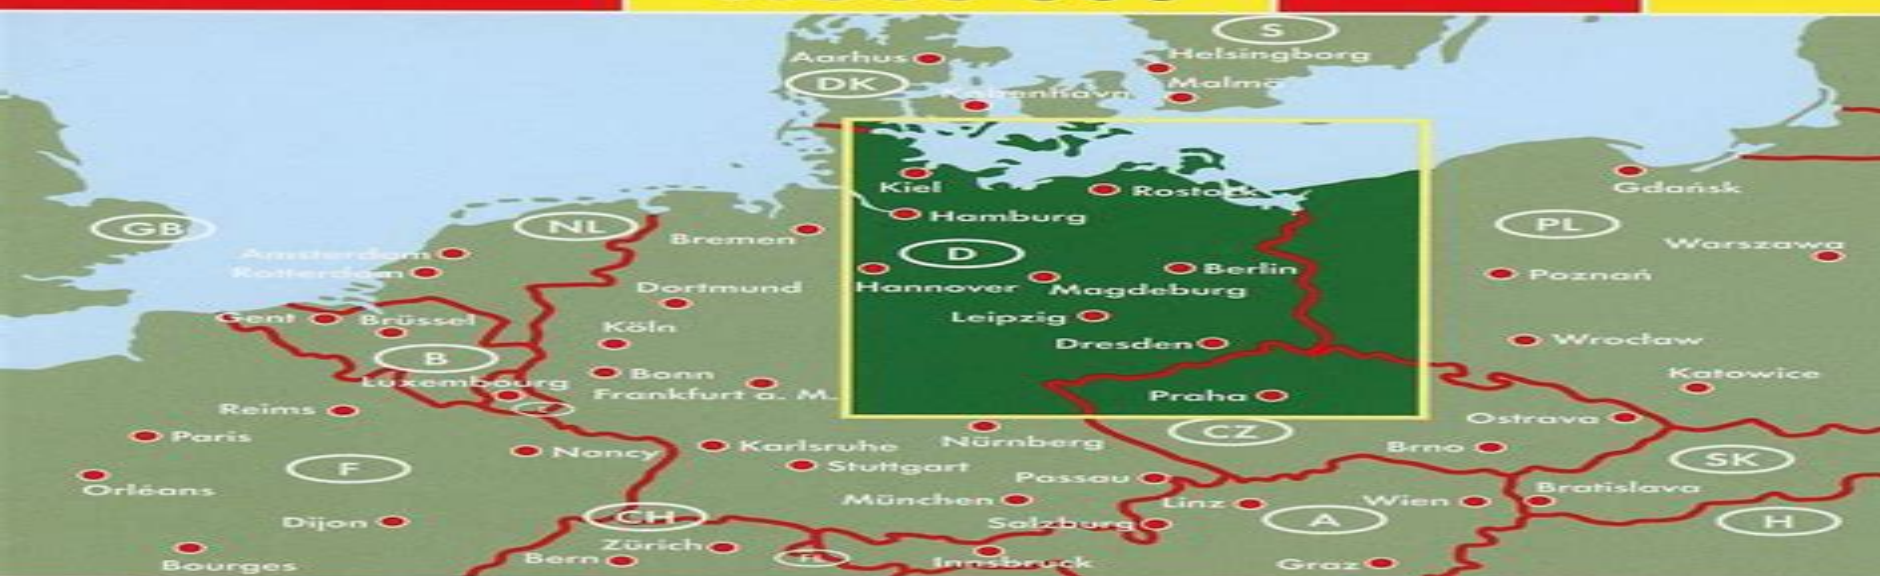 S
Aarhus
Helsingborg
DK
København
Malmö
Kiel
Rostock
Gdańsk
Hamburg
GB
NL
Bremen
PL
Warszawa
Amsterdam
Rotterdam
D
Berlin
Poznań
Dortmund
Hannover
Magdeburg
Gent
Brüssel
Köln
Leipzig
Dresden
Wrocław
B
Luxembourg
Bonn
Frankfurt a. M.
Praha
Katowice
Reims
Ostrava
Paris
Karlsruhe
Nürnberg
CZ
Brno
Nancy
F
Stuttgart
SK
Orléans
Passau
München
Linz
Wien
Bratislava
Dijon
CH
Salzburg
A
H
Zürich
Bern
FL
Innsbruck
Graz
Bourges